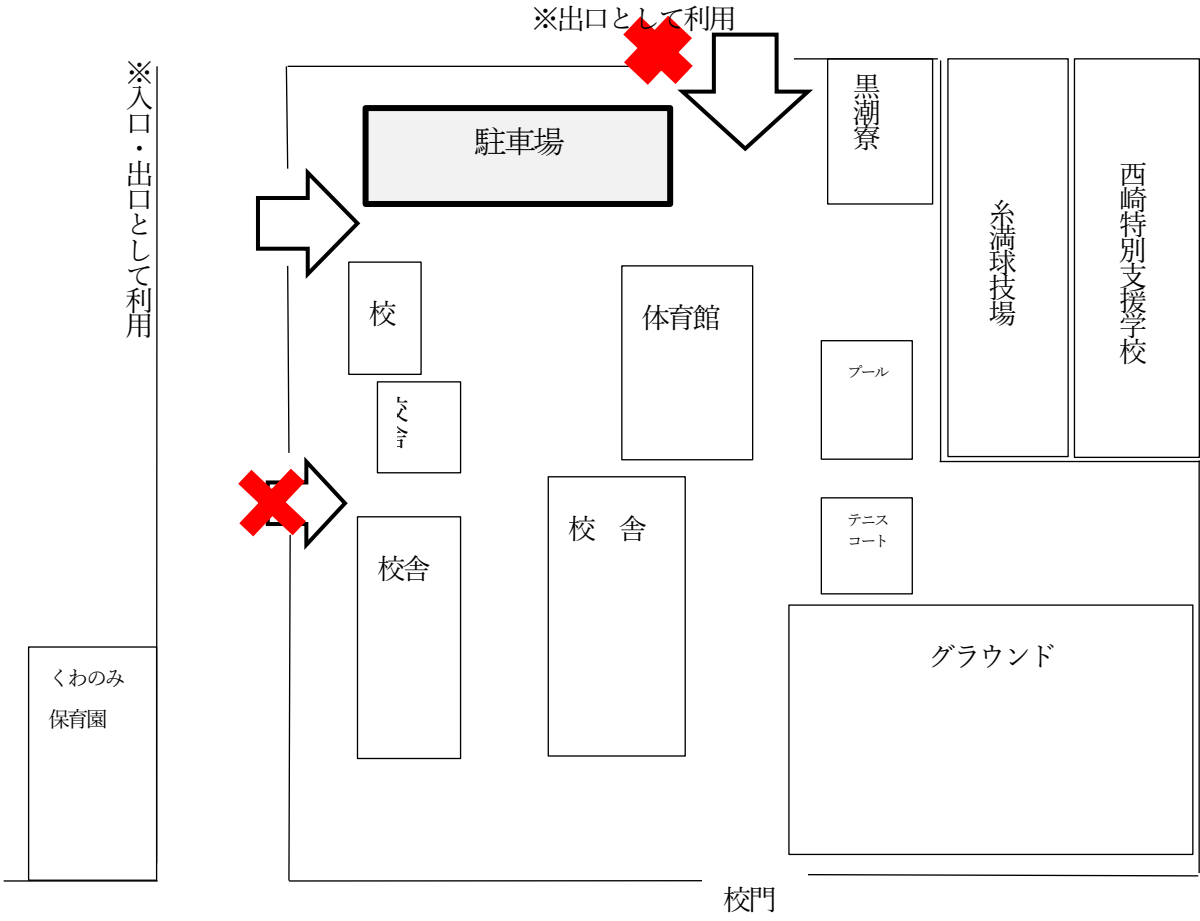 ※出口として利用
※入口・出口として利用
駐車場
黒潮寮
糸満球技場
西崎特別支援学校
校
体育館
プール
校舎
校　舎
テニス
コート
くわのみ
保育園
グラウンド
校門